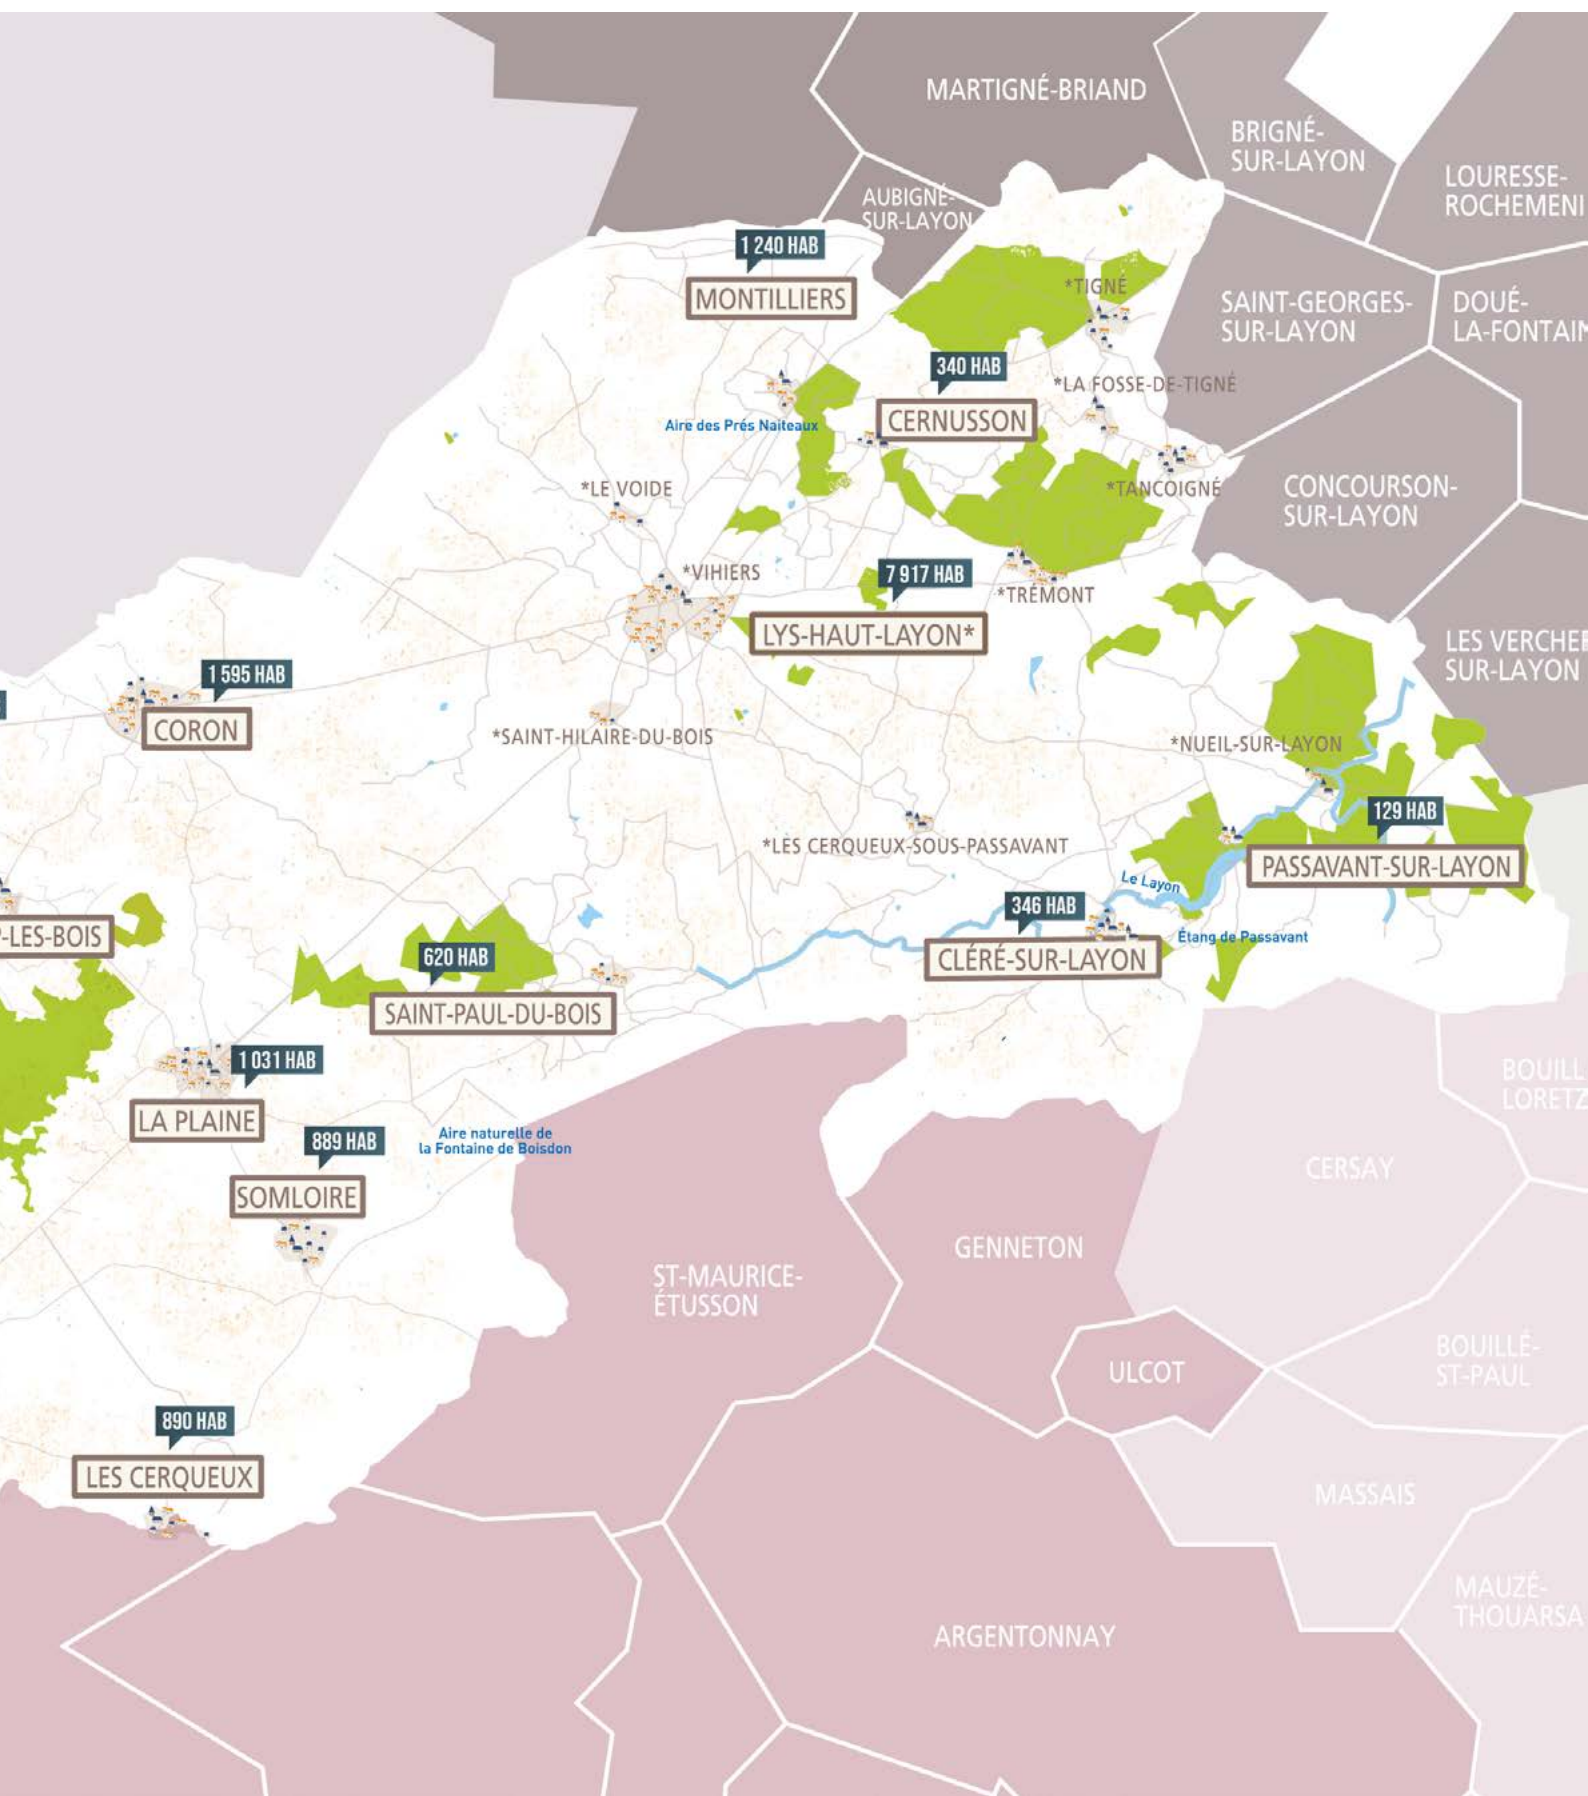 MARTIGNÉ-BRIAND
BRIGNÉ-
SUR-LAYON
LOURESSE-
ROCHEMENI
AUBIGNÉ-
SUR-LAYON
1 240 HAB
MONTILLIERS
*TIGNÉ
SAINT-GEORGES-
SUR-LAYON
DOUÉ-
LA-FONTAIN
340 HAB
CERNUSSON
*LA FOSSE-DE-TIGNÉ
Aire des Prés Naiteaux
*LE VOIDE
*TANCOIGNÉ
CONCOURSON-
SUR-LAYON
*VIHIERS
7 917 HAB
*TRÉMONT
LYS-HAUT-LAYON*
LES VERCHER
SUR-LAYON
1 595 HAB
CORON
*SAINT-HILAIRE-DU-BOIS
*NUEIL-SUR-LAYON
129 HAB
*LES CERQUEUX-SOUS-PASSAVANT
PASSAVANT-SUR-LAYON
Le Layon
346 HAB
-LES-BOIS
Étang de Passavant
620 HAB
CLÉRÉ-SUR-LAYON
SAINT-PAUL-DU-BOIS
1 031 HAB
BOUILL
LORETZ
LA PLAINE
889 HAB
Aire naturelle de
la Fontaine de Boisdon
CERSAY
SOMLOIRE
GENNETON
ST-MAURICE-
ÉTUSSON
BOUILLÉ-
ST-PAUL
ULCOT
890 HAB
LES CERQUEUX
MASSAIS
MAUZÉ-
THOUARSA
ARGENTONNAY